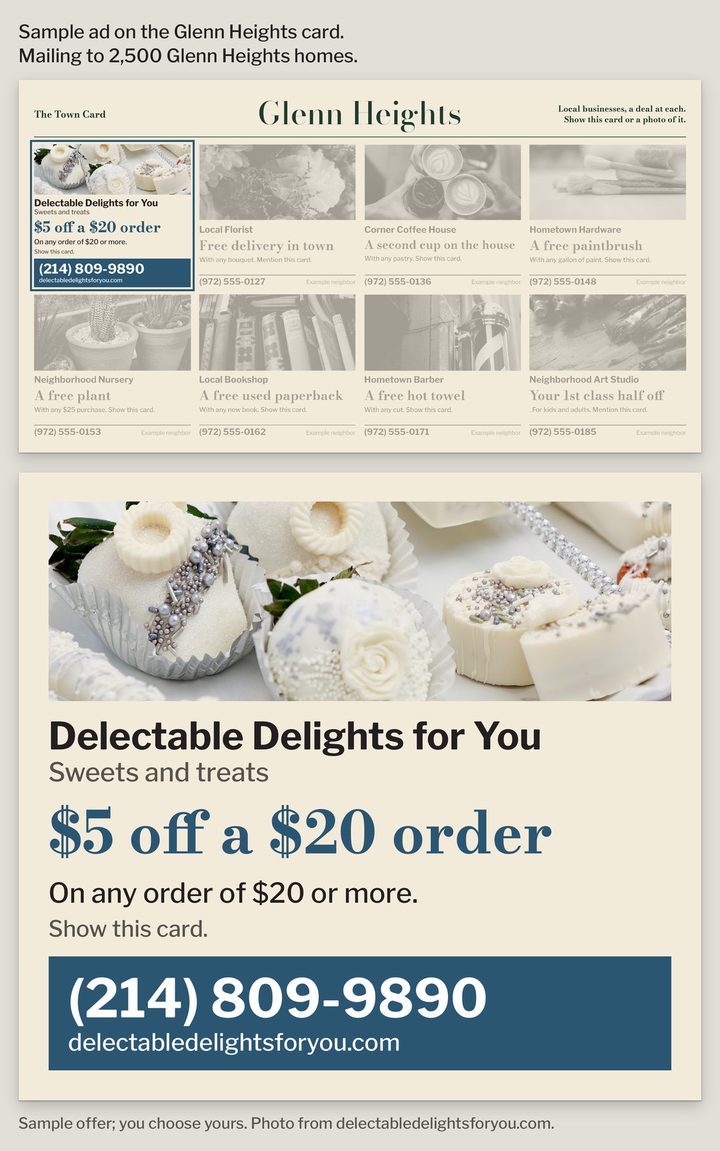 Sample ad on the Glenn Heights card.
Mailing to 2,500 Glenn Heights homes.
The Town Card
Glenn Heights
Local businesses, a deal at each.
Show this card or a photo of it.
Delectable Delights for You
Sweets and treats
$5 off a $20 order
On any order of $20 or more.
Show this card.
(214) 809-9890
delectabledelightsforyou.com
Local Florist
Free delivery in town
With any bouquet. Mention this card.
(972) 555-0127
Example neighbor
Corner Coffee House
A second cup on the house
With any pastry. Show this card.
(972) 555-0136
Example neighbor
Hometown Hardware
A free paintbrush
With any gallon of paint. Show this card.
(972) 555-0148
Example neighbor
Neighborhood Nursery
A free plant
With any $25 purchase. Show this card.
(972) 555-0153
Example neighbor
Local Bookshop
A free used paperback
With any new book. Show this card.
(972) 555-0162
Example neighbor
Hometown Barber
A free hot towel
With any cut. Show this card.
(972) 555-0171
Example neighbor
Neighborhood Art Studio
Your 1st class half off
For kids and adults. Mention this card.
(972) 555-0185
Example neighbor
Delectable Delights for You
Sweets and treats
$5 off a $20 order
On any order of $20 or more.
Show this card.
(214) 809-9890
delectabledelightsforyou.com
Sample offer; you choose yours. Photo from delectabledelightsforyou.com.